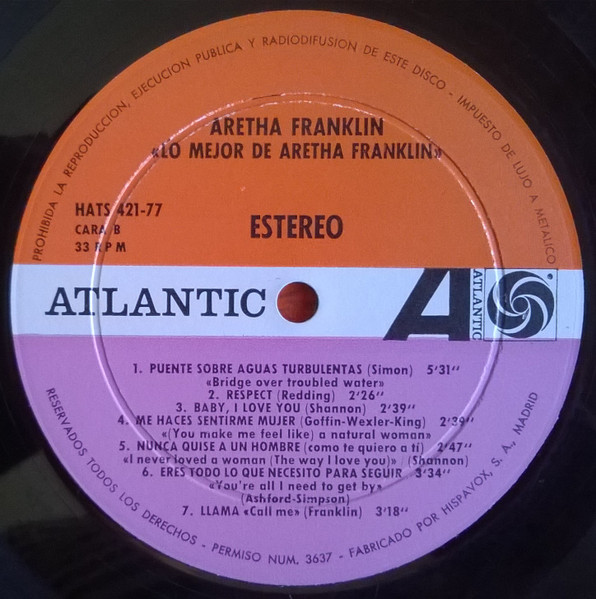 PROHIBIDA LA REPRODUCCION, EJECUCION PUBLICA Y RADIODIFUSION DE ESTE DISCO - IMPUESTO DE LUJO A METALICO
ARETHA FRANKLIN
«LO MEJOR DE ARETHA FRANKLIN»
HATS 421-77
CARA B
33 RPM
ESTEREO
ATLANTIC
A
ATLANTIC
1. PUENTE SOBRE AGUAS TURBULENTAS (Simon) 5'31"
«Bridge over troubled water»
2. RESPECT (Redding) 2'26"
3. BABY, I LOVE YOU (Shannon) 2'39"
4. ME HACES SENTIRME MUJER (Goffin-Wexler-King) 2'39"
«(You make me feel like) a natural woman»
5. NUNCA QUISE A UN HOMBRE (como te quiero a tí) 2'47"
«I never loved a woman (The way I love you)» (Shannon)
6. ERES TODO LO QUE NECESITO PARA SEGUIR 3'34"
«You're all I need to get by»
(Ashford-Simpson)
7. LLAMA «Call me» (Franklin) 3'18"
RESERVADOS TODOS LOS DERECHOS - PERMISO NUM. 3637 - FABRICADO POR HISPAVOX, S. A., MADRID